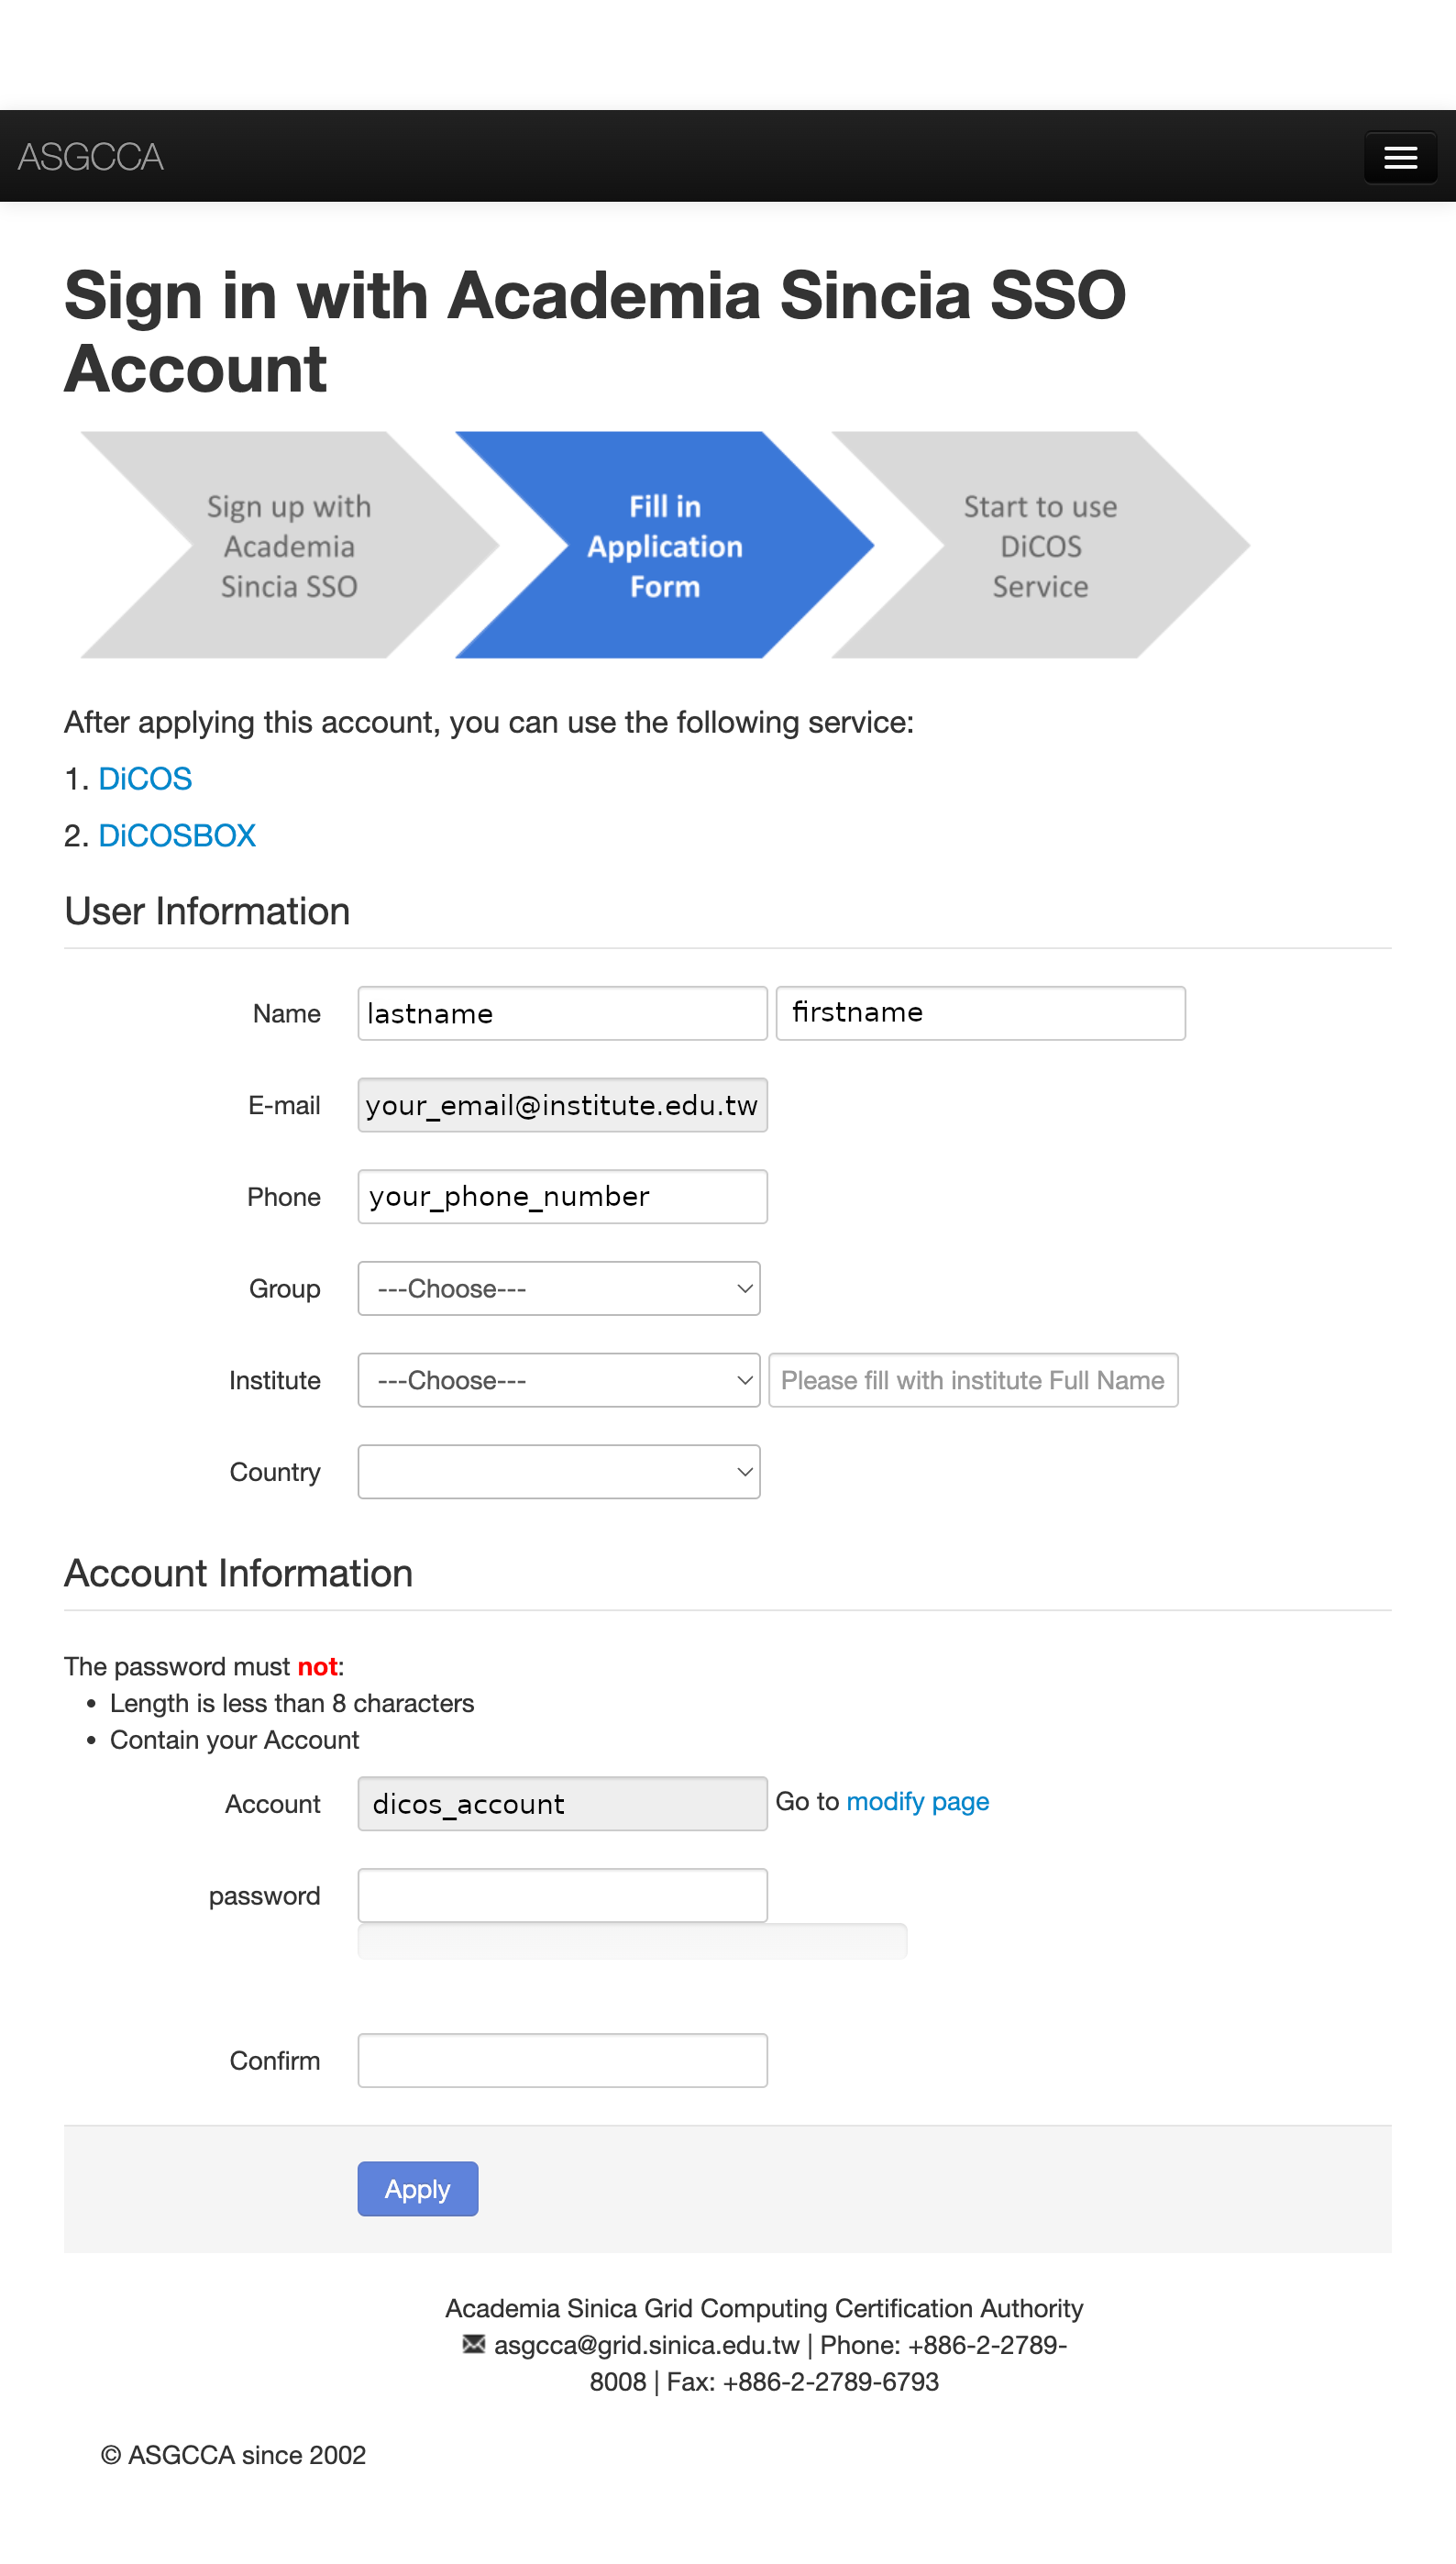 ASGCCA
Sign in with Academia Sincia SSO
Account
Sign up with
Academia
Sincia SSO
Fill in
Application
Form
Start to use
DiCOS
Service
After applying this account, you can use the following service:
1. DiCOS
2. DiCOSBOX
User Information
Name lastname firstname
E-mail your_email@institute.edu.tw
Phone your_phone_number
Group ---Choose---
Institute ---Choose--- Please fill with institute Full Name
Country
Account Information
The password must not:
• Length is less than 8 characters
• Contain your Account
Account dicos_account Go to modify page
password
Confirm
Apply
Academia Sinica Grid Computing Certification Authority
asgcca@grid.sinica.edu.tw | Phone: +886-2-2789-
8008 | Fax: +886-2-2789-6793
© ASGCCA since 2002